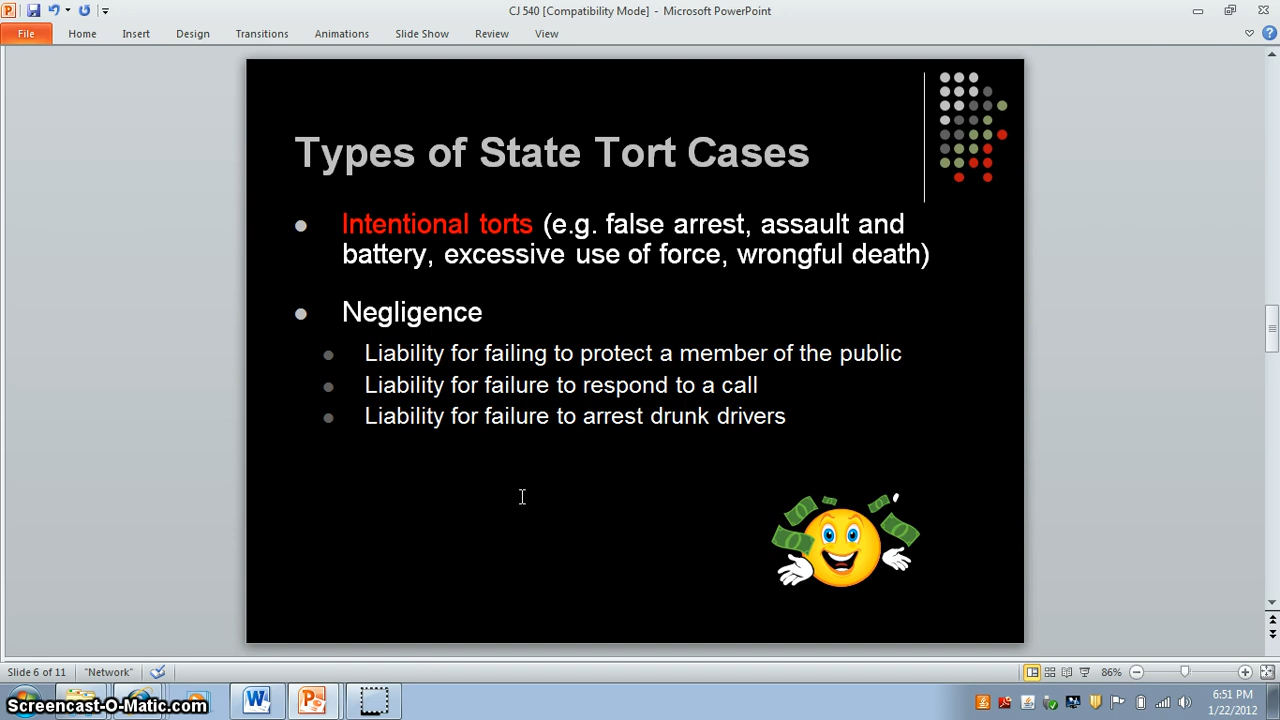 CJ 540 [Compatibility Mode] - Microsoft PowerPoint
File Home Insert Design Transitions Animations Slide Show Review View
Types of State Tort Cases
Intentional torts (e.g. false arrest, assault and
battery, excessive use of force, wrongful death)
Negligence
Liability for failing to protect a member of the public
Liability for failure to respond to a call
Liability for failure to arrest drunk drivers
Slide 6 of 11 "Network" 86%
Screencast-O-Matic.com
6:51 PM
1/22/2012